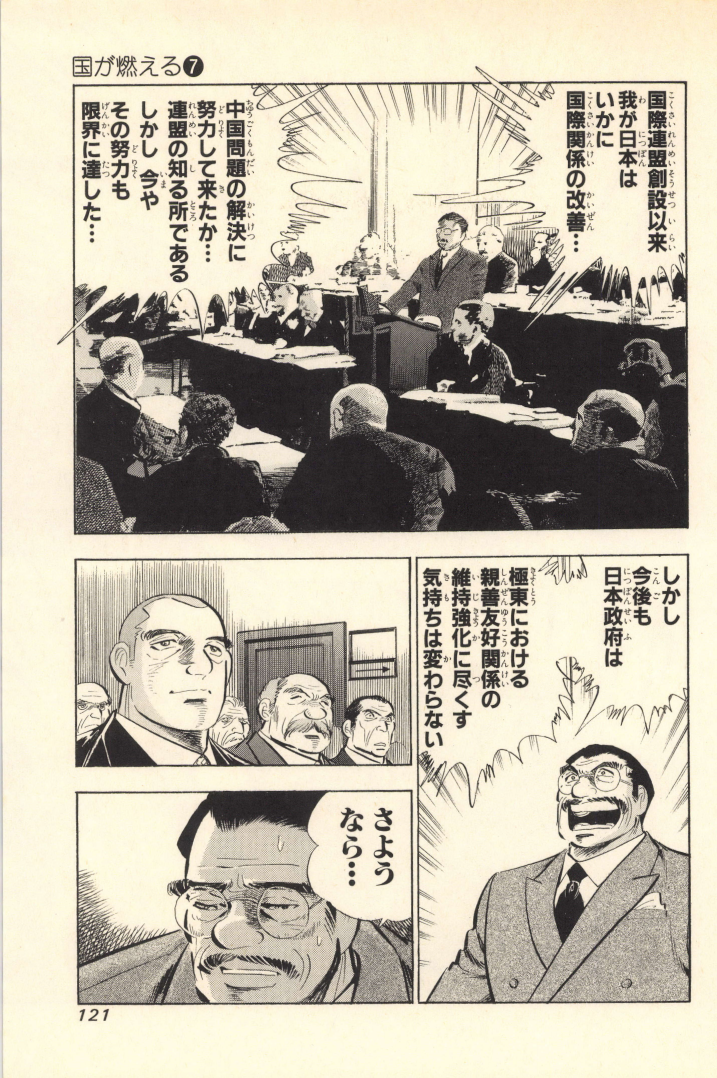 国が燃える❼
国際連盟創設以来
我が日本は
いかに
国際関係の改善…
中国問題の解決に
努力して来たか…
連盟の知る所である
しかし 今や
その努力も
限界に達した…
しかし
今後も
日本政府は
極東における
親善友好関係の
維持強化に尽くす
気持ちは変わらない
さよう
なら…
121